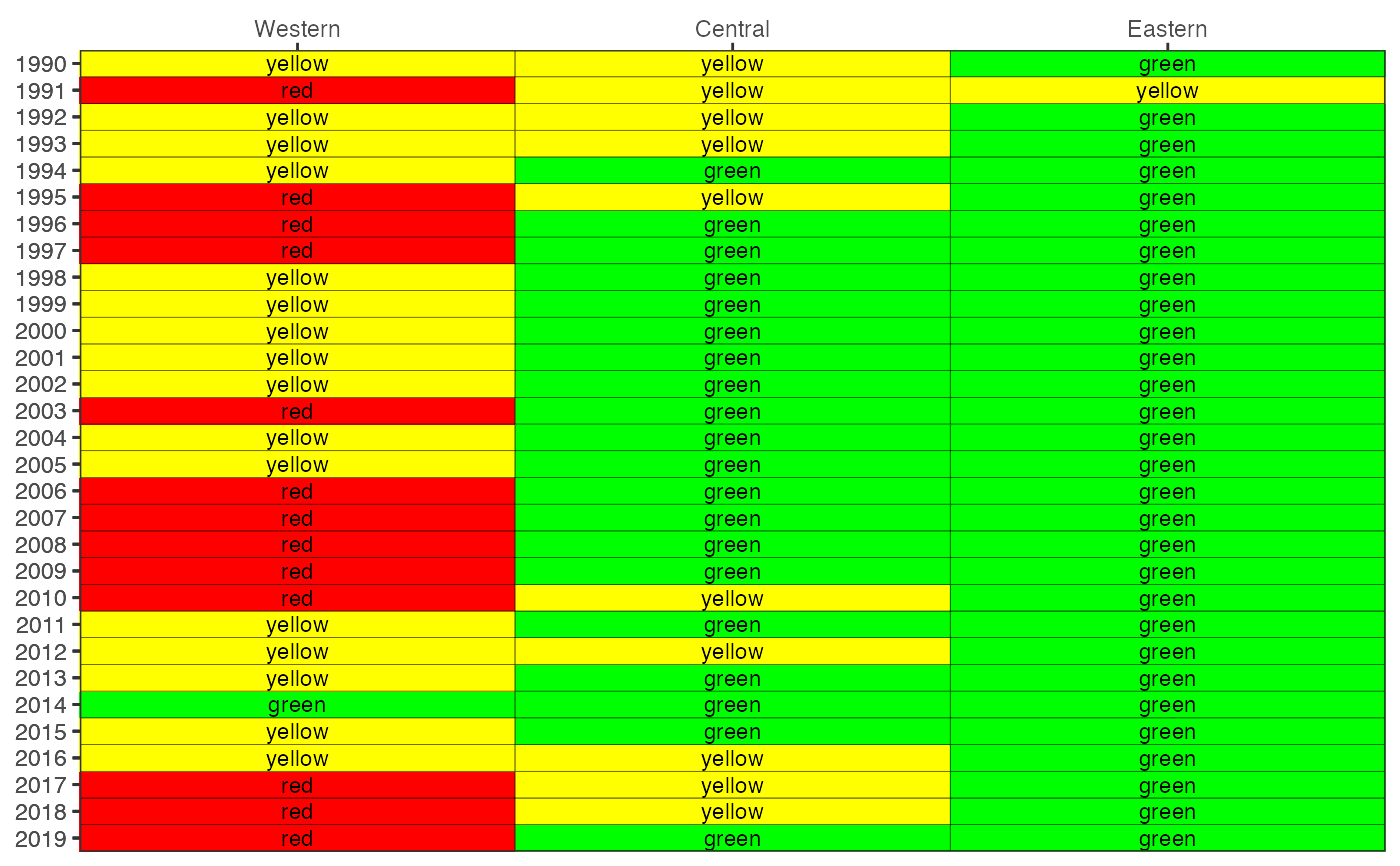 Western Central Eastern
1990 yellow yellow green
1991 red yellow yellow
1992 yellow yellow green
1993 yellow yellow green
1994 yellow green green
1995 red yellow green
1996 red green green
1997 red green green
1998 yellow green green
1999 yellow green green
2000 yellow green green
2001 yellow green green
2002 yellow green green
2003 red green green
2004 yellow green green
2005 yellow green green
2006 red green green
2007 red green green
2008 red green green
2009 red green green
2010 red yellow green
2011 yellow green green
2012 yellow yellow green
2013 yellow green green
2014 green green green
2015 yellow green green
2016 yellow yellow green
2017 red yellow green
2018 red yellow green
2019 red green green